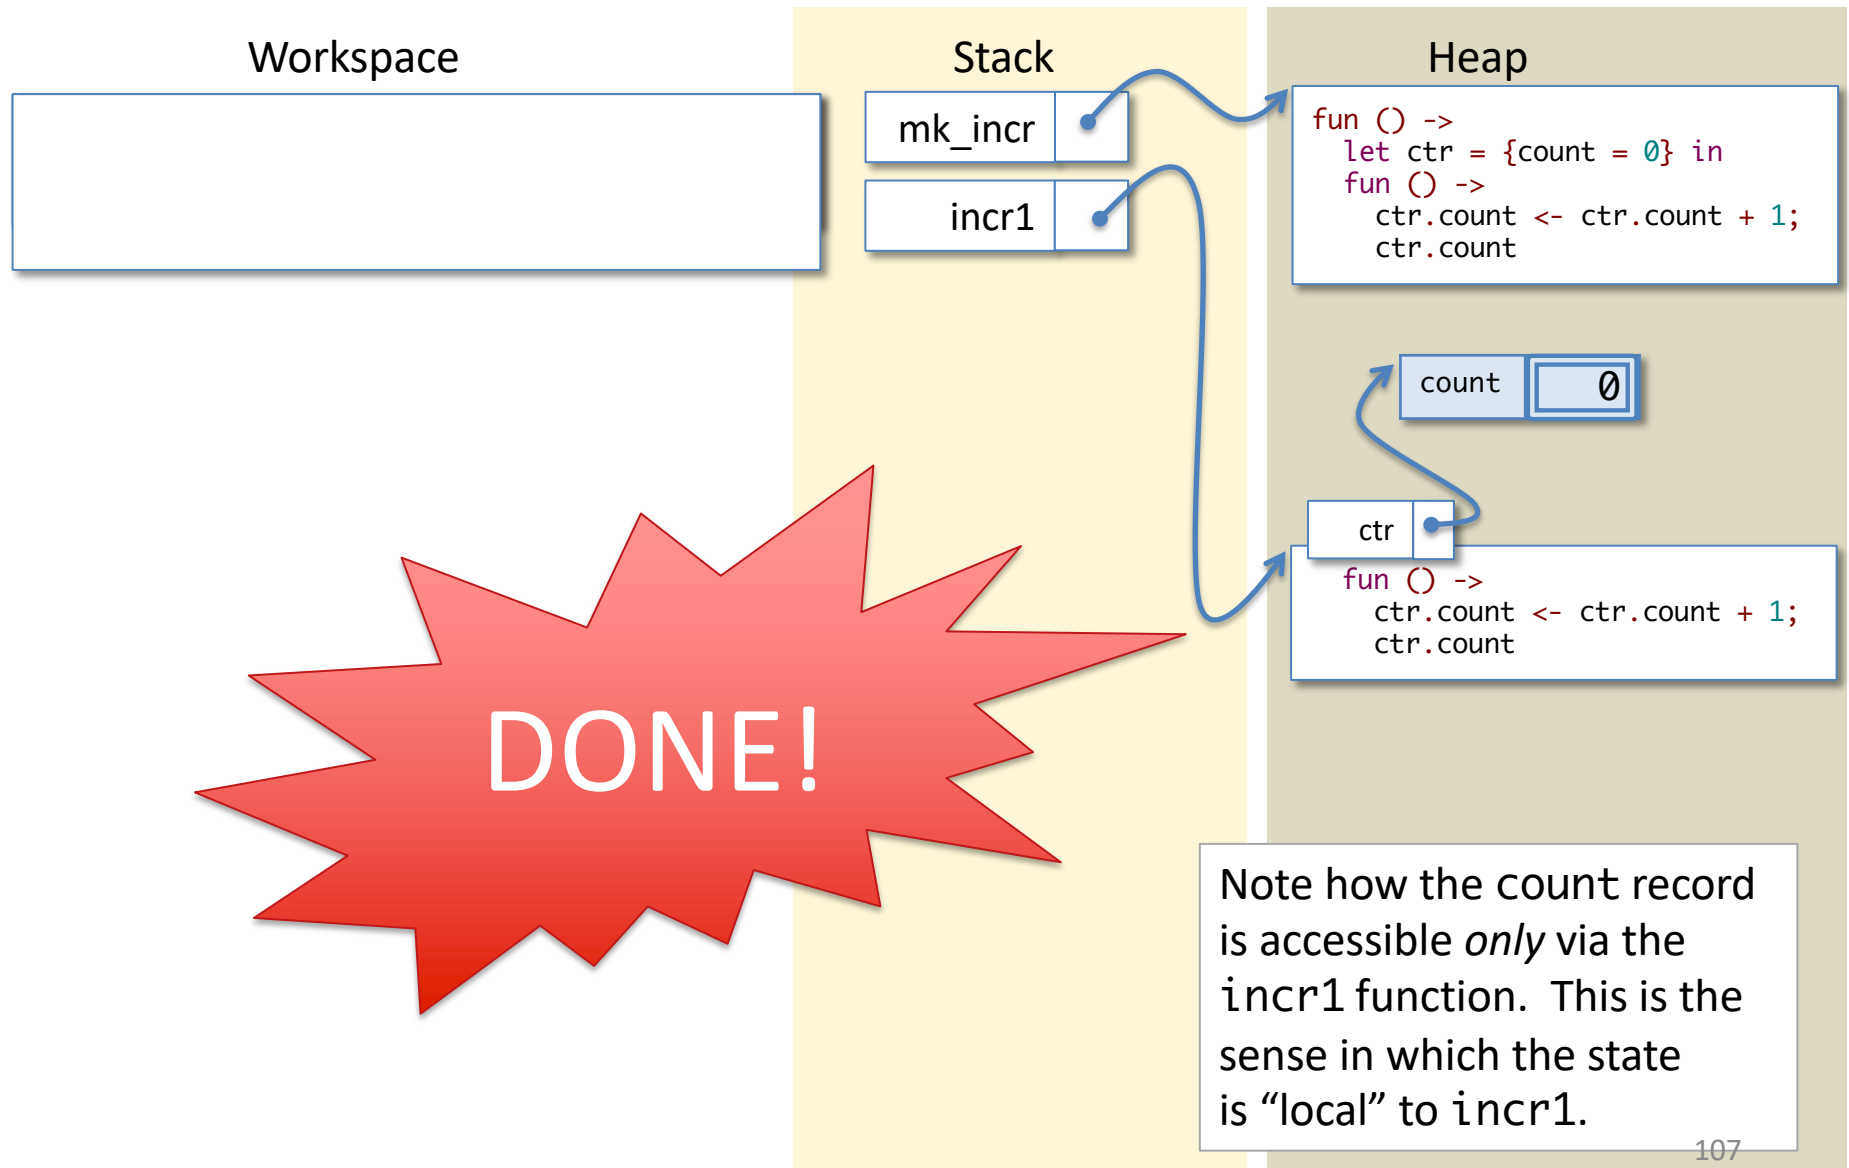 Workspace
Stack
Heap
mk_incr
incr1
fun () ->
  let ctr = {count = 0} in
  fun () ->
    ctr.count <- ctr.count + 1;
    ctr.count
count 0
ctr
  fun () ->
    ctr.count <- ctr.count + 1;
    ctr.count
DONE!
Note how the count record
is accessible only via the
incr1 function.  This is the
sense in which the state
is “local” to incr1.
107